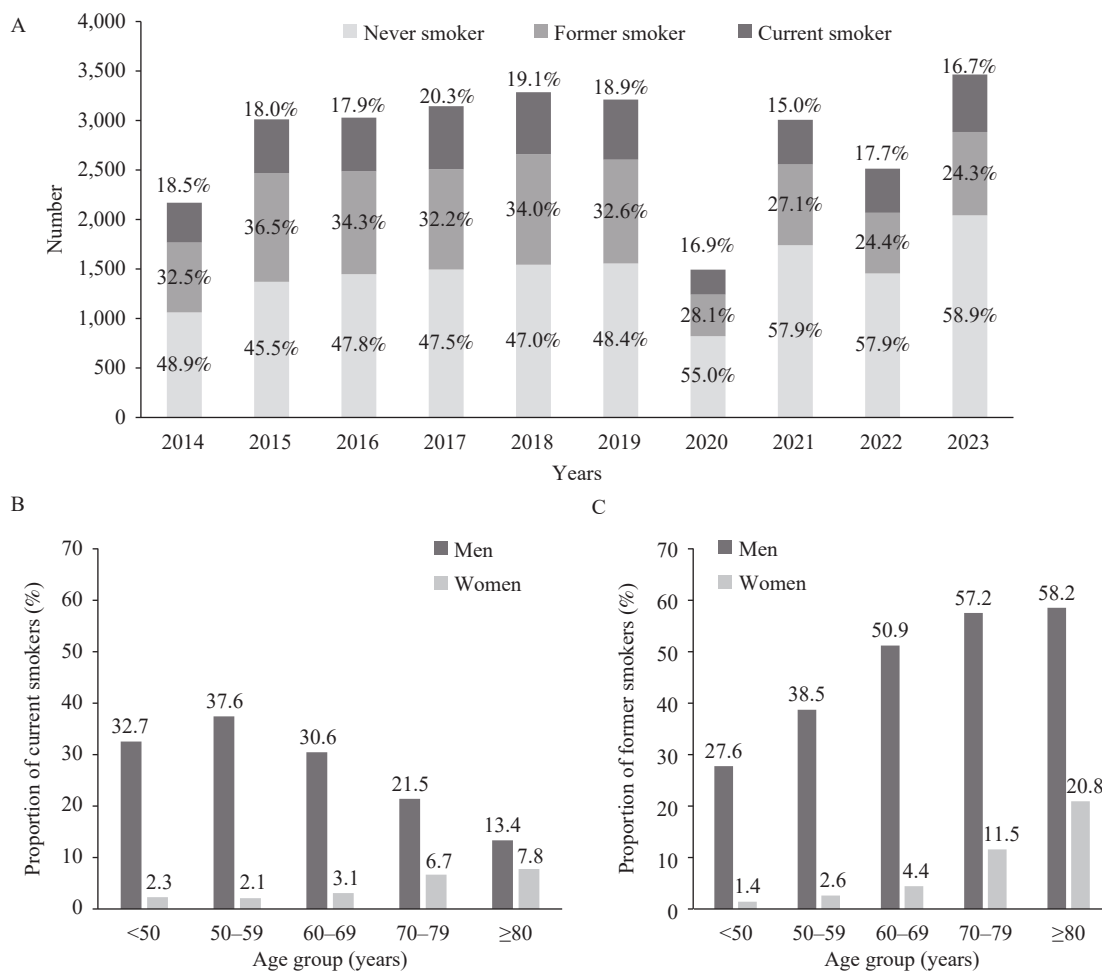 A
Never smoker Former smoker Current smoker
Number
4,000
3,500
3,000
2,500
2,000
1,500
1,000
500
0
18.5% 18.0% 17.9% 20.3% 19.1% 18.9% 16.9% 15.0% 17.7% 16.7%
32.5% 36.5% 34.3% 32.2% 34.0% 32.6% 28.1% 27.1% 24.4% 24.3%
48.9% 45.5% 47.8% 47.5% 47.0% 48.4% 55.0% 57.9% 57.9% 58.9%
2014 2015 2016 2017 2018 2019 2020 2021 2022 2023
Years
B
Proportion of current smokers (%)
70
60
50
40
30
20
10
0
Men
Women
32.7 37.6 30.6 21.5 13.4
2.3 2.1 3.1 6.7 7.8
<50 50–59 60–69 70–79 ≥80
Age group (years)
C
Proportion of former smokers (%)
70
60
50
40
30
20
10
0
Men
Women
27.6 38.5 50.9 57.2 58.2
1.4 2.6 4.4 11.5 20.8
<50 50–59 60–69 70–79 ≥80
Age group (years)